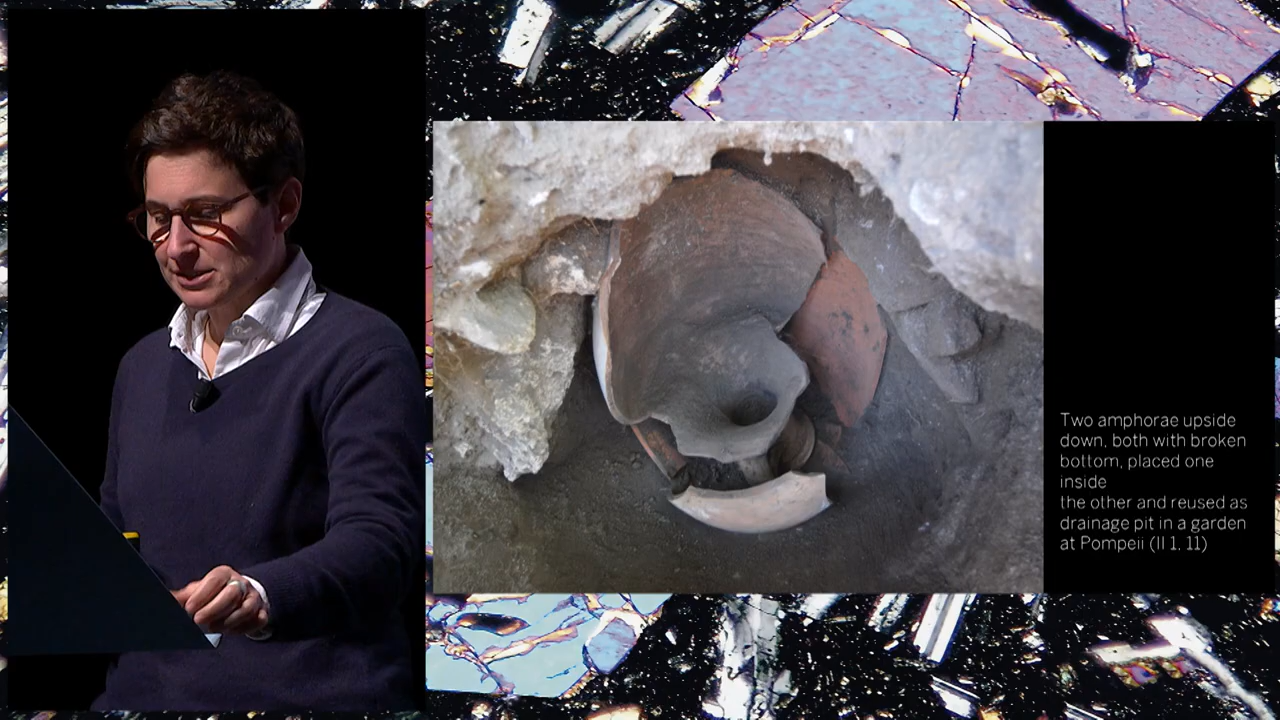 Two amphorae upside
down, both with broken
bottom, placed one
inside
the other and reused as
drainage pit in a garden
at Pompeii (II 1. 11)